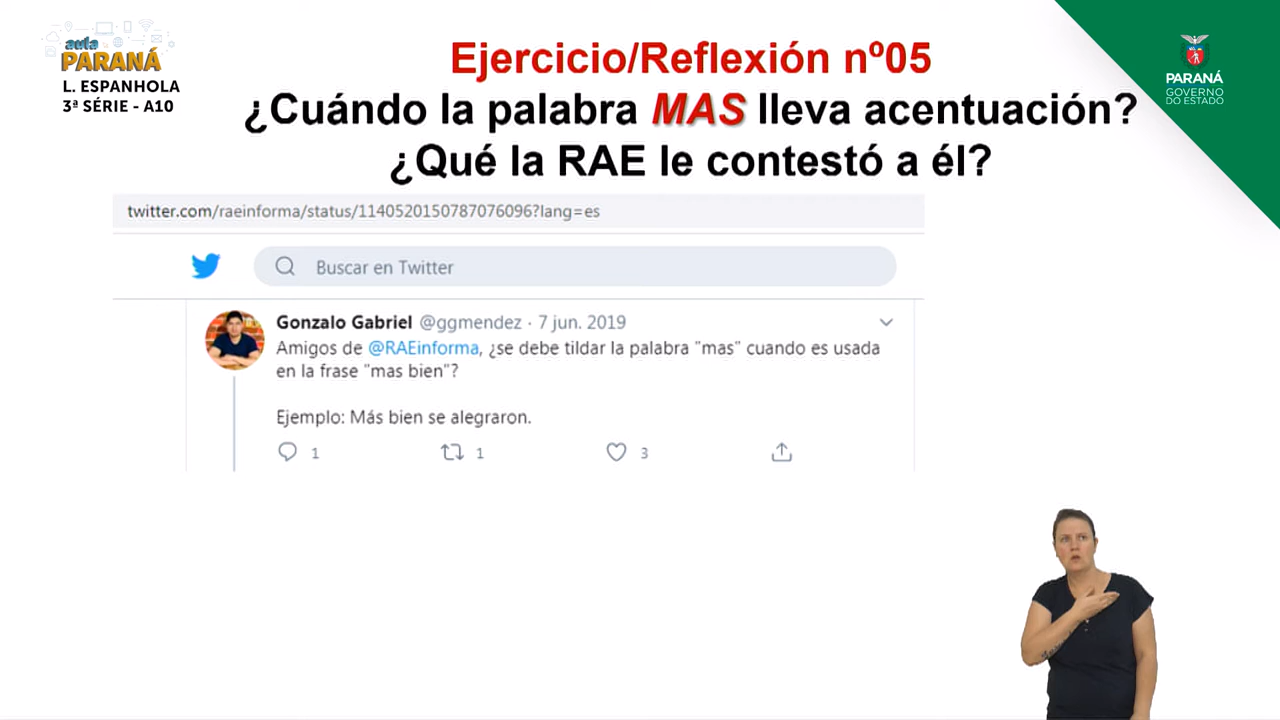 aula
PARANÁ
L. ESPANHOLA
3ª SÉRIE - A10
Ejercicio/Reflexión nº05
¿Cuándo la palabra MAS lleva acentuación?
¿Qué la RAE le contestó a él?
PARANÁ
GOVERNO
DO ESTADO
twitter.com/raeinforma/status/1140520150787076096?lang=es
Buscar en Twitter
Gonzalo Gabriel @ggmendez · 7 jun. 2019
Amigos de @RAEinforma, ¿se debe tildar la palabra "mas" cuando es usada
en la frase "mas bien"?
Ejemplo: Más bien se alegraron.
1 1 3